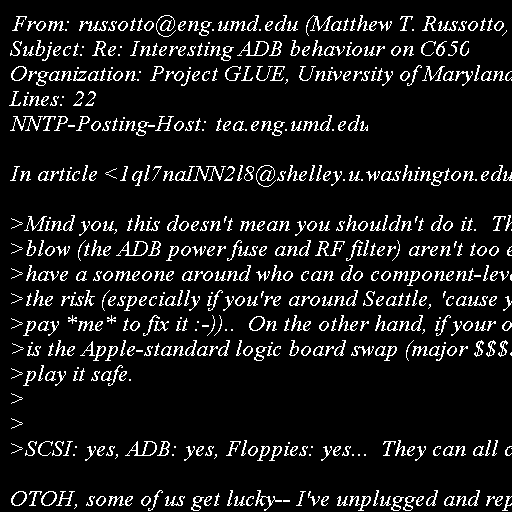 From: russotto@eng.umd.edu (Matthew T. Russotto)
Subject: Re: Interesting ADB behaviour on C650
Organization: Project GLUE, University of Maryland
Lines: 22
NNTP-Posting-Host: tea.eng.umd.edu
In article <1ql7naINN2l8@shelley.u.washington.edu
>Mind you, this doesn't mean you shouldn't do it.  Th
>blow (the ADB power fuse and RF filter) aren't too e
>have a someone around who can do component-leve
>the risk (especially if you're around Seattle, 'cause y
>pay *me* to fix it :-))..  On the other hand, if your o
>is the Apple-standard logic board swap (major $$$$
>play it safe.
>
>
>SCSI: yes, ADB: yes, Floppies: yes...  They can all c
OTOH, some of us get lucky-- I've unplugged and rep